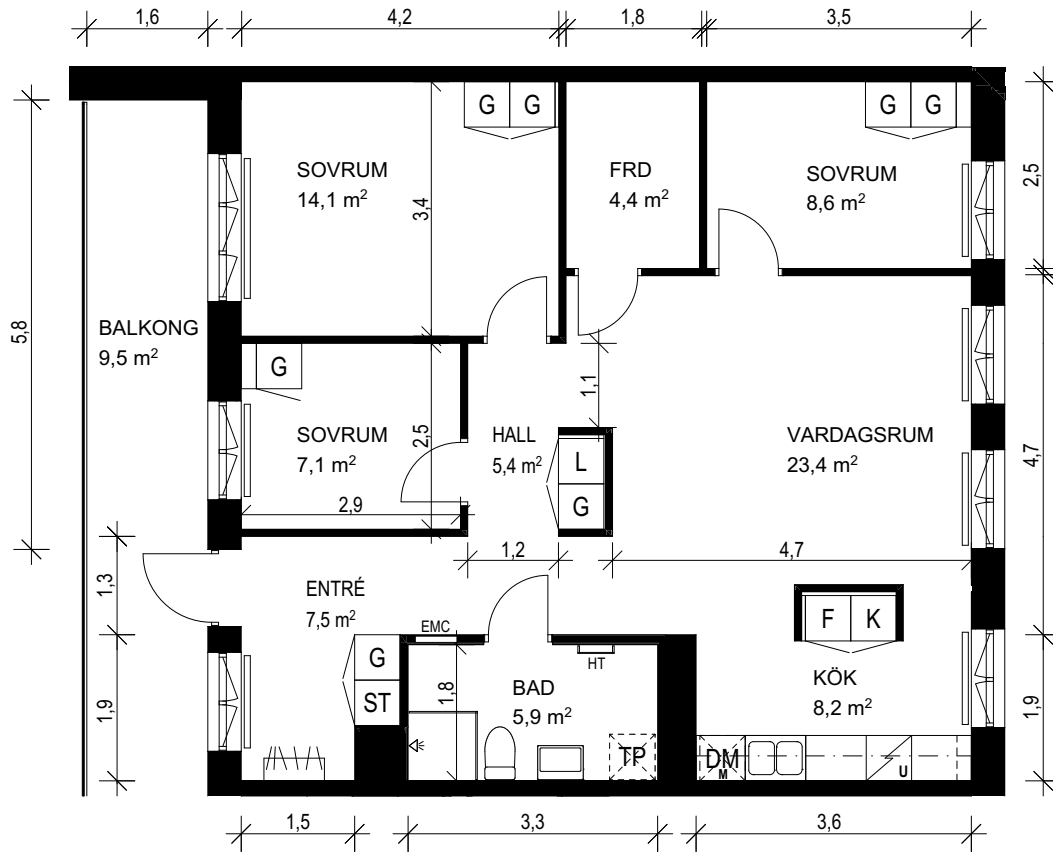 1,6
4,2
1,8
3,5
G G
G G
SOVRUM
14,1 m²
FRD
4,4 m²
SOVRUM
8,6 m²
2,5
3,4
5,8
BALKONG
9,5 m²
G
1,1
SOVRUM
7,1 m²
2,5
HALL
5,4 m²
L
G
VARDAGSRUM
23,4 m²
4,7
2,9
1,2
4,7
1,3
ENTRÉ
7,5 m²
EMC
F K
HT
G
ST
1,8
BAD
5,9 m²
KÖK
8,2 m²
1,9
1,9
TP
DM
M
U
1,5
3,3
3,6